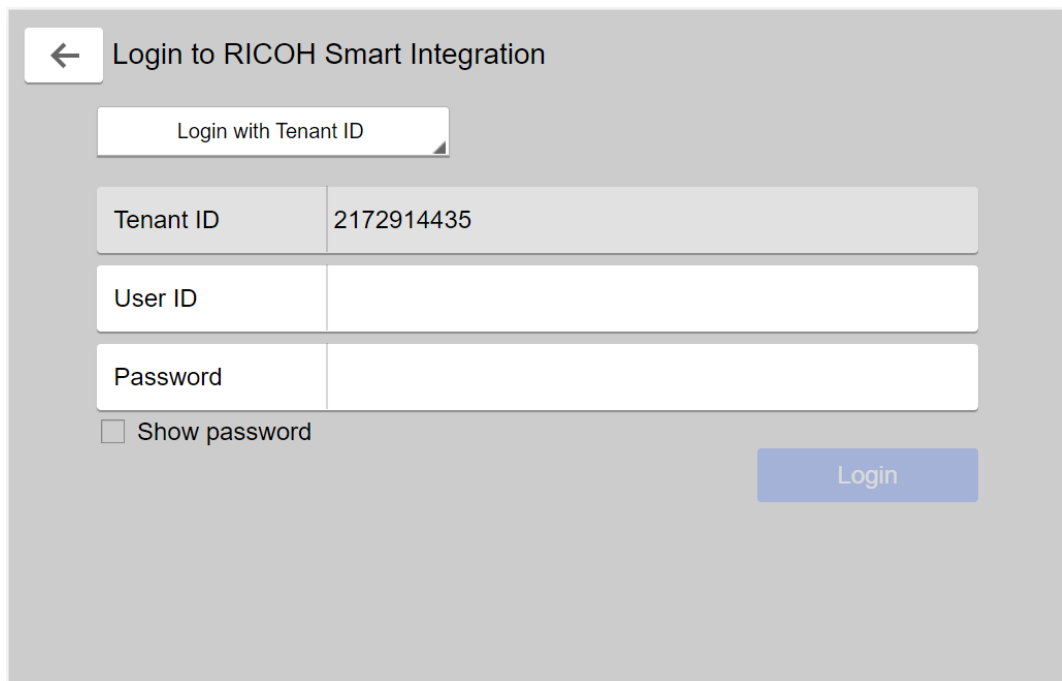 Login to RICOH Smart Integration
Login with Tenant ID
Tenant ID 2172914435
User ID
Password
Show password
Login